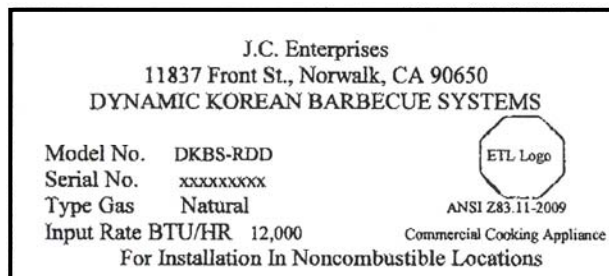 J.C. Enterprises
11837 Front St., Norwalk, CA 90650
DYNAMIC KOREAN BARBECUE SYSTEMS
Model No. DKBS-RDD
Serial No. xxxxxxxxx
Type Gas Natural
Input Rate BTU/HR 12,000
ETL Logo
ANSI Z83.11-2009
Commercial Cooking Appliance
For Installation In Noncombustible Locations